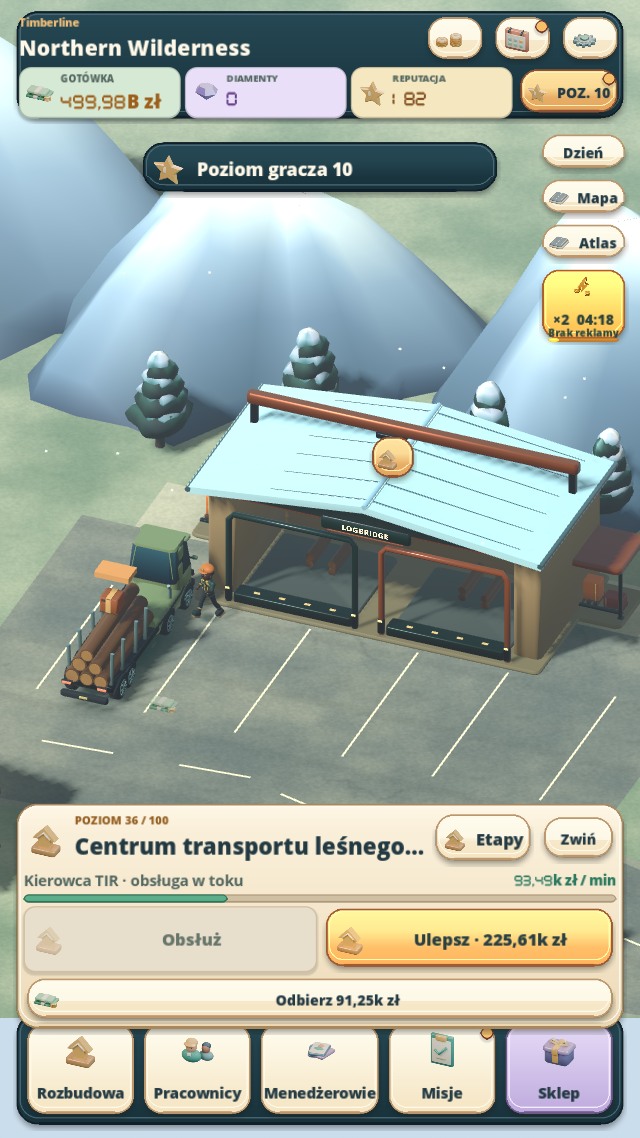 Timberline
Northern Wilderness
GOTÓWKA
499,98B zł
DIAMENTY
0
REPUTACJA
182
POZ. 10
Poziom gracza 10
Dzień
Mapa
Atlas
×2 04:18
Brak reklamy
LOGBRIDGE
POZIOM 36 / 100
Centrum transportu leśnego...
Etapy
Zwiń
Kierowca TIR · obsługa w toku
93,49k zł / min
Obsłuż
Ulepsz · 225,61k zł
Odbierz 91,25k zł
Rozbudowa
Pracownicy
Menedżerowie
Misje
Sklep